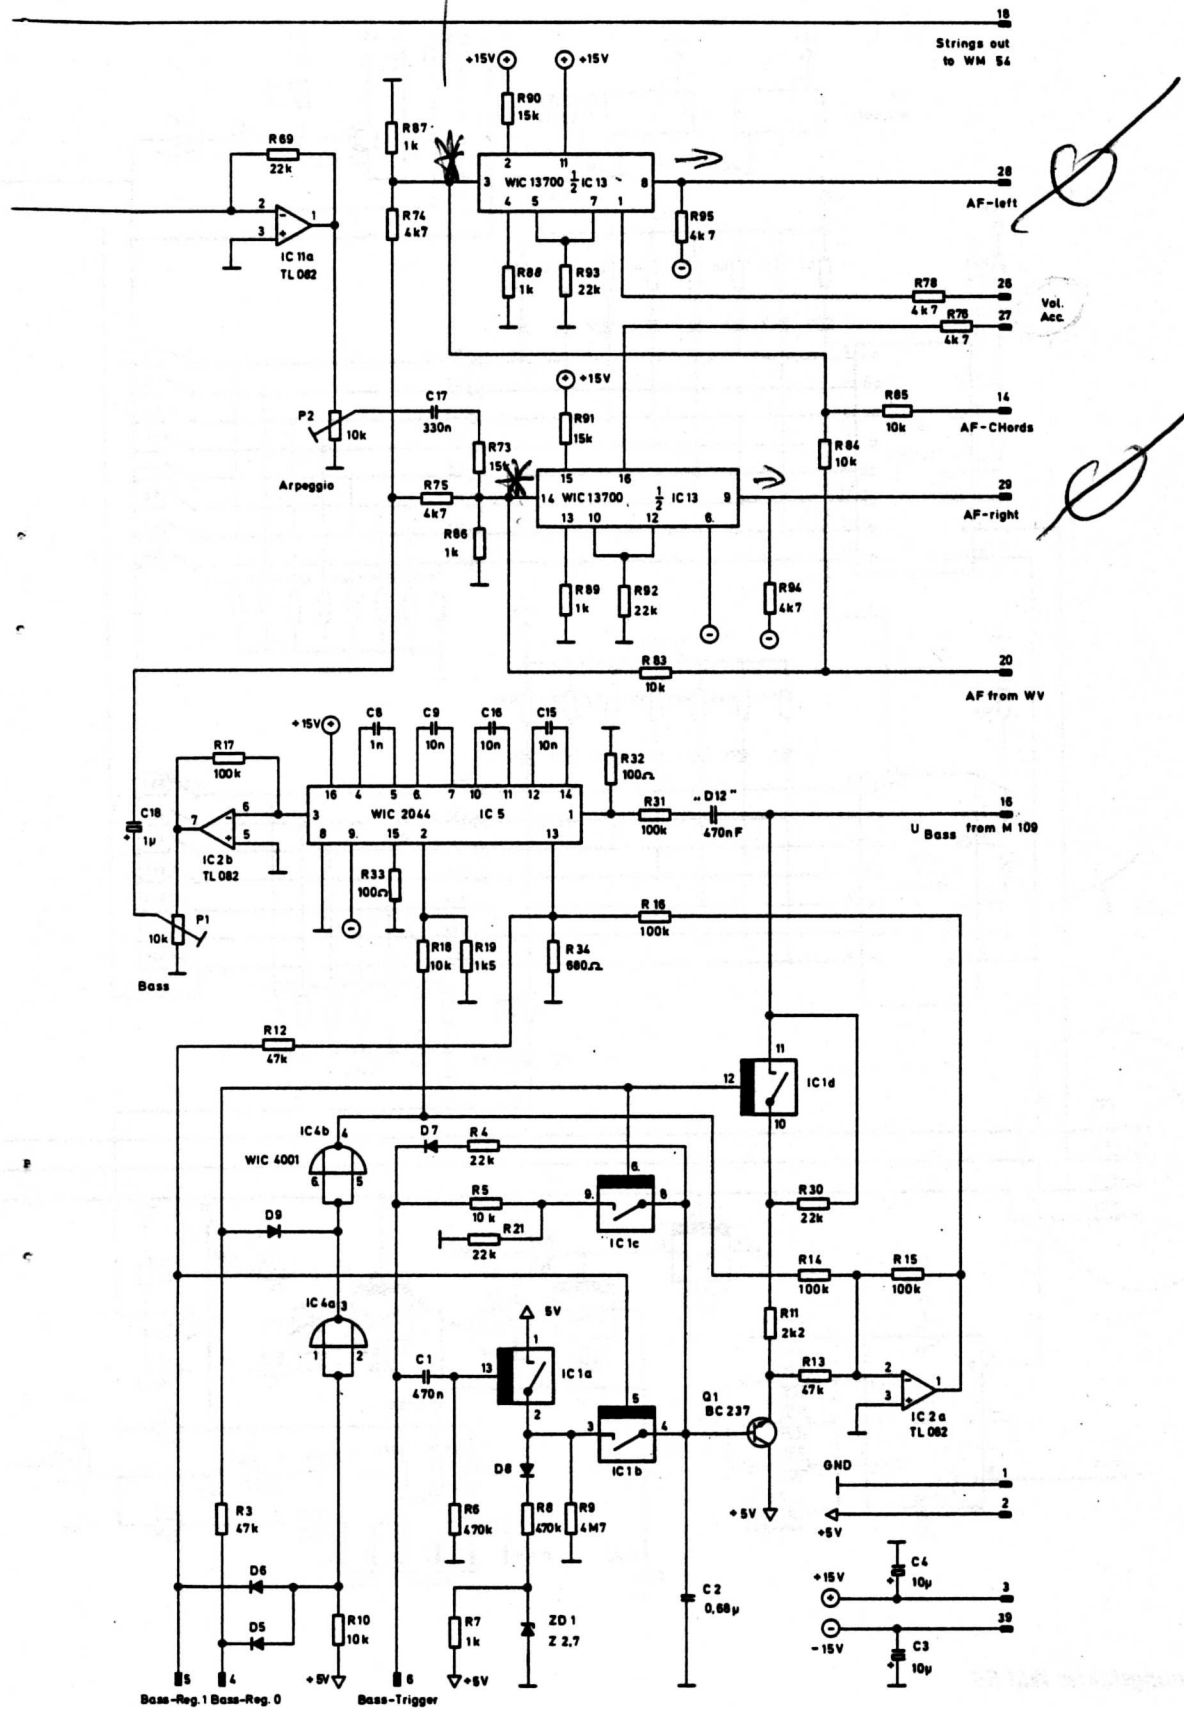 18
Strings out
to WM 54
+15V
+15V
R90
15k
R87
1k
R69
22k
2
11
3 WIC 13700 1/2 IC 13 8
4 5 7 1
28
AF-left
2
3
1
IC 11a
TL 082
R74
4k7
R95
4k7
R88
1k
R93
22k
R78
4k7
26
27
Vol.
Acc.
R76
4k7
+15V
R91
15k
R85
10k
14
AF-CHords
P2
10k
C17
330n
R73
15k
R84
10k
Arpeggio
15
16
14 WIC 13700 1/2 IC 13 9
13 10 12 6.
29
AF-right
R75
4k7
R86
1k
R89
1k
R92
22k
R94
4k7
R83
10k
20
AF from WV
+15V
C8
1n
C9
10n
C16
10n
C15
10n
R17
100k
R32
100Ω
16 4 5 6. 7 10 11 12 14
3 WIC 2044 IC 5 1
8 9. 15 2 13
R31
100k
„D12"
470nF
16
U Bass from M 109
C18
1µ
+
7
6
5
IC 2b
TL 082
R33
100Ω
P1
10k
Bass
R18
10k
R19
1k5
R34
680Ω
R16
100k
R12
47k
12
11
IC1d
10
IC4b 4
WIC 4001
6. 5
D7
R4
22k
R5
10 k
R21
22k
6.
9. 8
IC1c
D9
R30
22k
R14
100k
R15
100k
IC4a 3
1 2
5V
1
13
IC1a
2
C1
470n
R11
2k2
R13
47k
2
3
1
IC 2a
TL 082
Q1
BC 237
5
3 4
IC1b
D8
R3
47k
R6
470k
R8
470k
R9
4M7
GND
1
2
+5V
+5V
D6
D5
R10
10k
R7
1k
ZD 1
Z 2,7
C2
0,68µ
C4
10µ
+15V
3
39
-15V
C3
10µ
5
4
+5V
6
+5V
Bass-Reg. 1 Bass-Reg. 0
Bass-Trigger